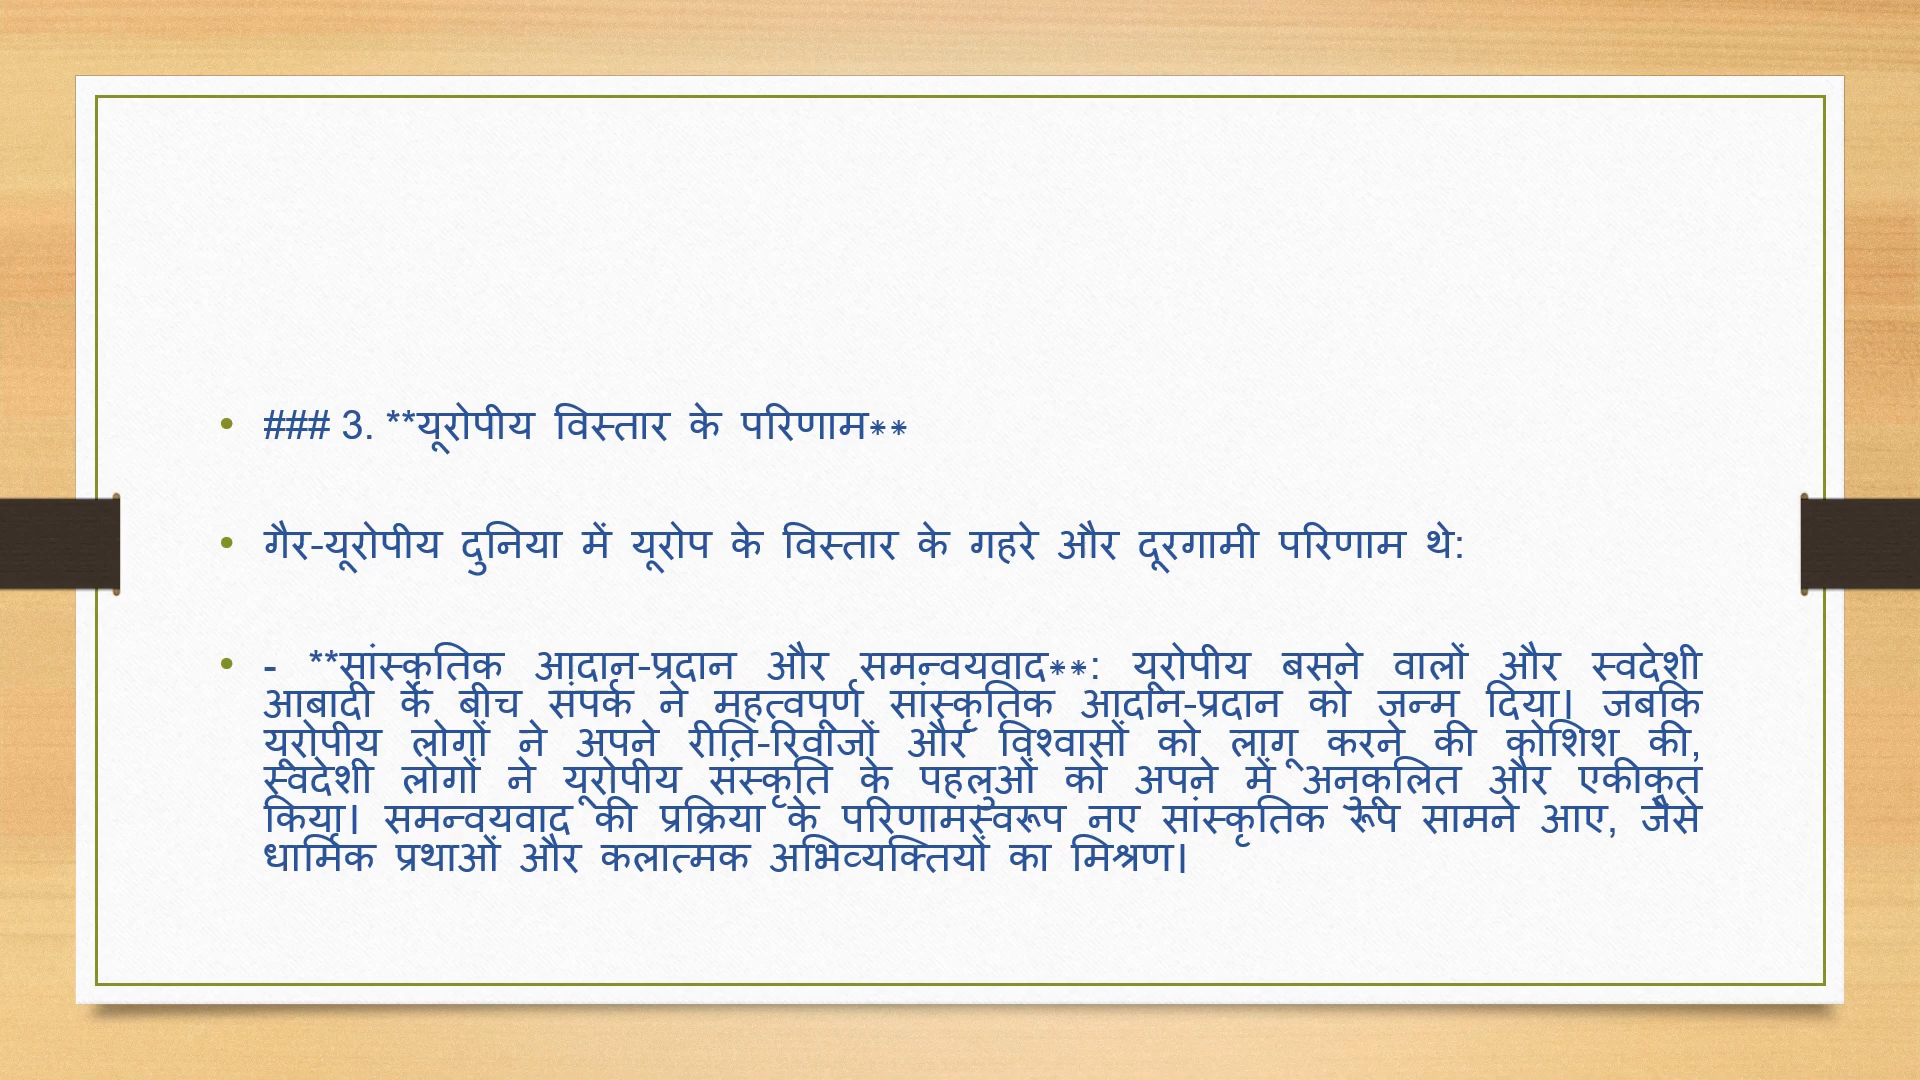 • ### 3. **यूरोपीय विस्तार के परिणाम**
• गैर-यूरोपीय दुनिया में यूरोप के विस्तार के गहरे और दूरगामी परिणाम थे:
• - **सांस्कृतिक आदान-प्रदान और समन्वयवाद**: यूरोपीय बसने वालों और स्वदेशी
आबादी के बीच संपर्क ने महत्वपूर्ण सांस्कृतिक आदान-प्रदान को जन्म दिया। जबकि
यूरोपीय लोगों ने अपने रीति-रिवाजों और विश्वासों को लागू करने की कोशिश की,
स्वदेशी लोगों ने यूरोपीय संस्कृति के पहलुओं को अपने में अनुकूलित और एकीकृत
किया। समन्वयवाद की प्रक्रिया के परिणामस्वरूप नए सांस्कृतिक रूप सामने आए, जैसे
धार्मिक प्रथाओं और कलात्मक अभिव्यक्तियों का मिश्रण।